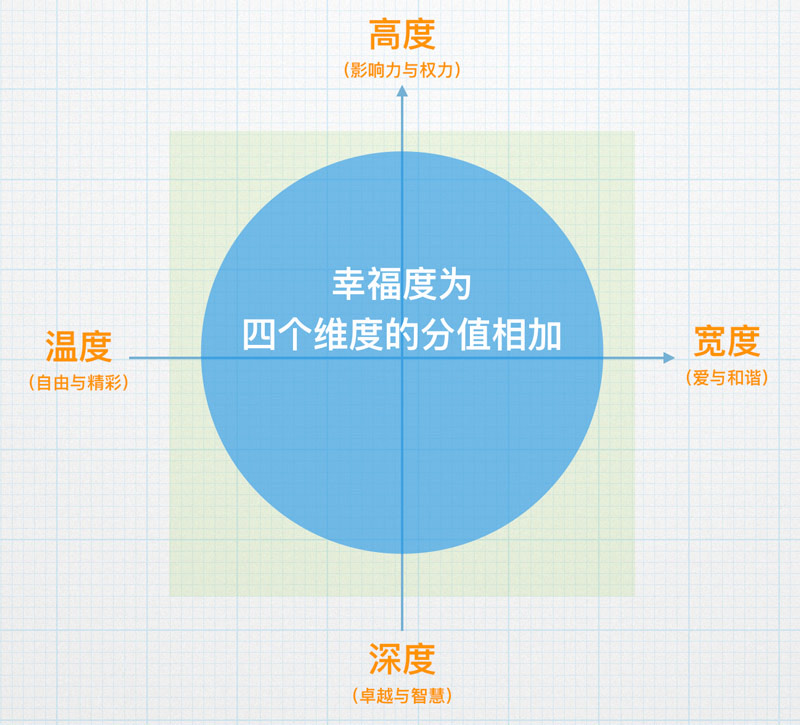 高度
（影响力与权力）
幸福度为
四个维度的分值相加
温度
（自由与精彩）
宽度
（爱与和谐）
深度
（卓越与智慧）